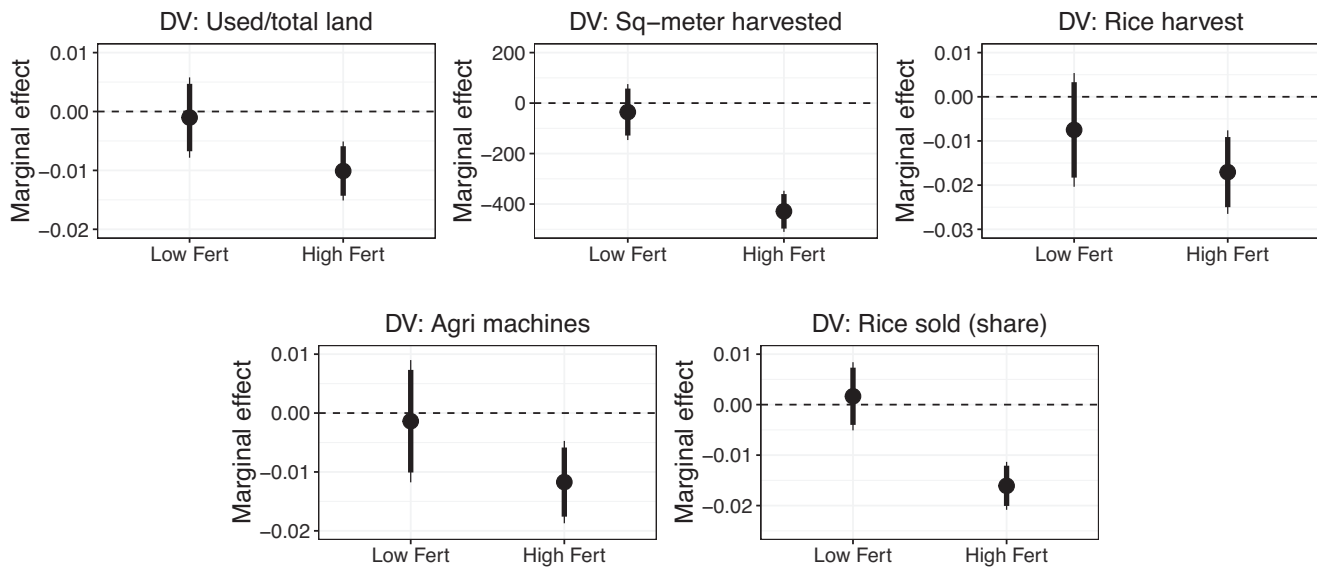 DV: Used/total land
Marginal effect
0.01
0.00
−0.01
−0.02
Low Fert High Fert
DV: Sq−meter harvested
Marginal effect
200
0
−200
−400
Low Fert High Fert
DV: Rice harvest
Marginal effect
0.01
0.00
−0.01
−0.02
−0.03
Low Fert High Fert
DV: Agri machines
Marginal effect
0.01
0.00
−0.01
−0.02
Low Fert High Fert
DV: Rice sold (share)
Marginal effect
0.01
0.00
−0.01
−0.02
Low Fert High Fert